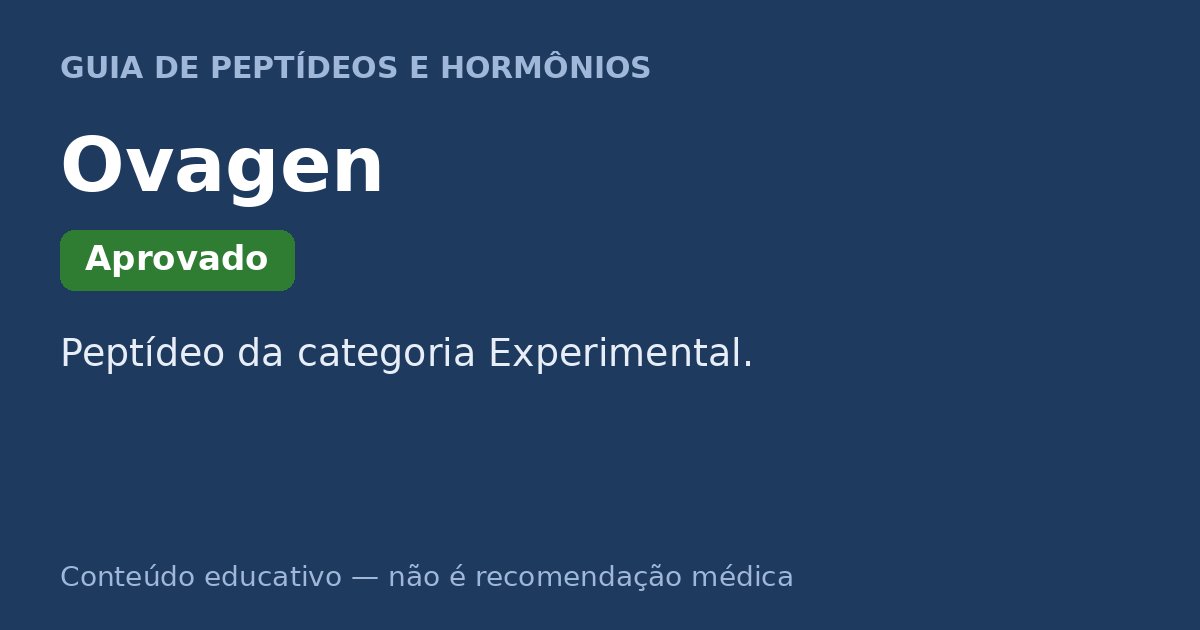 GUIA DE PEPTÍDEOS E HORMÔNIOS
Ovagen
Aprovado
Peptídeo da categoria Experimental.
Conteúdo educativo — não é recomendação médica